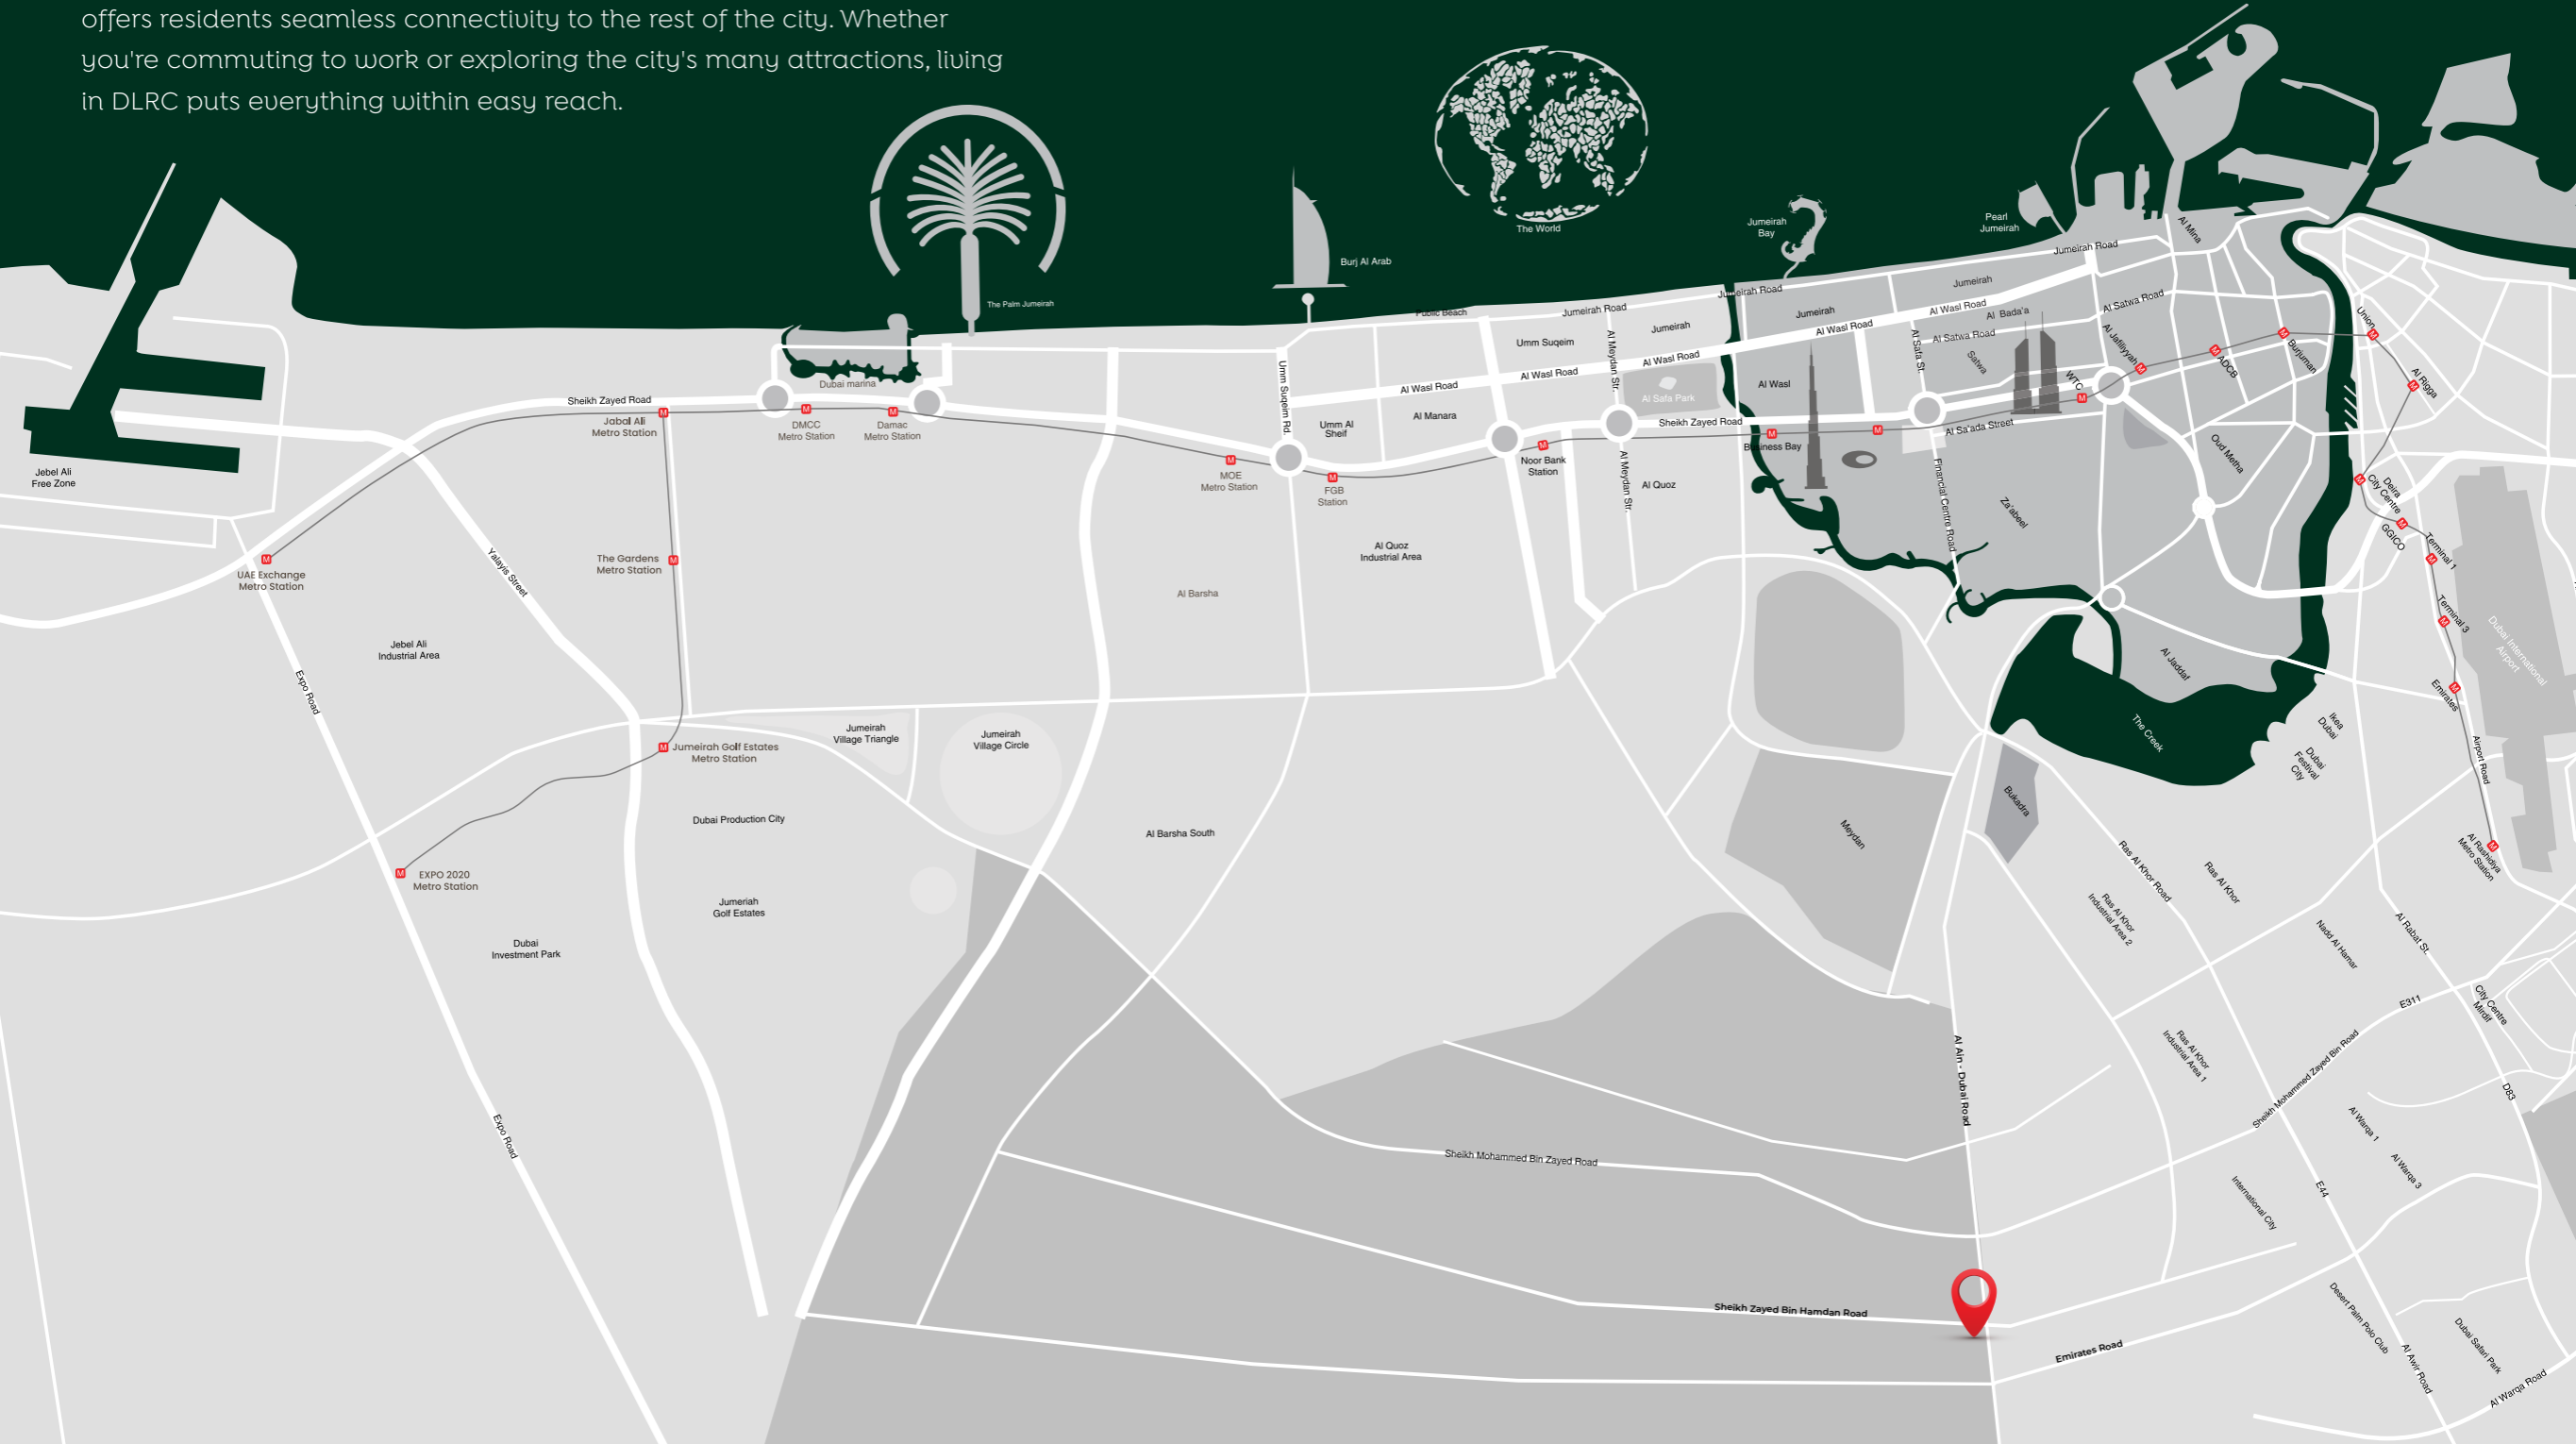 offers residents seamless connectivity to the rest of the city. Whether
you're commuting to work or exploring the city's many attractions, living
in DLRC puts everything within easy reach.
The World
Jumeirah
Bay
Pearl
Jumeirah
Al Mina
Burj Al Arab
The Palm Jumeirah
Jumeirah Road
Jumeirah Road
Jumeirah Road
Public Beach
Jumeirah
Jumeirah
Jumeirah
Umm Suqeim
Al Wasl Road
Al Wasl Road
Al Wasl Road
Al Wasl Road
Al Wasl Road
Al Satwa Road
Al Satwa Road
Al Bada'a
Al Jafiliyyah
Satwa
WTC
ADCB
Burjuman
Union
Al Rigga
Al Safa St.
Al Meydan Str.
Al Meydan Str.
Umm Suqeim Rd.
Dubai marina
Sheikh Zayed Road
Jabal Ali
Metro Station
DMCC
Metro Station
Damac
Metro Station
Umm Al
Sheif
Al Manara
Al Safa Park
Al Wasl
Sheikh Zayed Road
Business Bay
Al Sa'ada Street
MOE
Metro Station
FGB
Station
Noor Bank
Station
Al Quoz
Financial Centre Road
Za'abeel
Oud Metha
Deira
City Centre
GGICO
Terminal 1
Terminal 3
Emirates
Dubai International
Airport
Jebel Ali
Free Zone
UAE Exchange
Metro Station
Yalayis Street
The Gardens
Metro Station
Al Quoz
Industrial Area
Al Barsha
Jebel Ali
Industrial Area
Expo Road
Al Jaddaf
The Creek
Ikea
Dubai
Dubai
Festival
City
Airport Road
Al Rashidiya
Metro Station
Jumeirah Golf Estates
Metro Station
Jumeirah
Village Triangle
Jumeirah
Village Circle
Dubai Production City
Al Barsha South
Meydan
Bukadra
EXPO 2020
Metro Station
Jumeriah
Golf Estates
Dubai
Investment Park
Ras Al Khor Road
Ras Al Khor
Ras Al Khor
Industrial Area 2
Nadd Al Hamar
Al Rabat St.
E311
City Centre
Mirdif
Ras Al Khor
Industrial Area 1
Sheikh Mohammed Zayed Bin Road
D83
Al Ain - Dubai Road
Al Warqa 1
Al Warqa 3
Expo Road
Sheikh Mohammed Bin Zayed Road
E44
International City
Sheikh Zayed Bin Hamdan Road
Emirates Road
Desert Palm Polo Club
Dubai Safari Park
Al Awir Road
Al Warqa Road